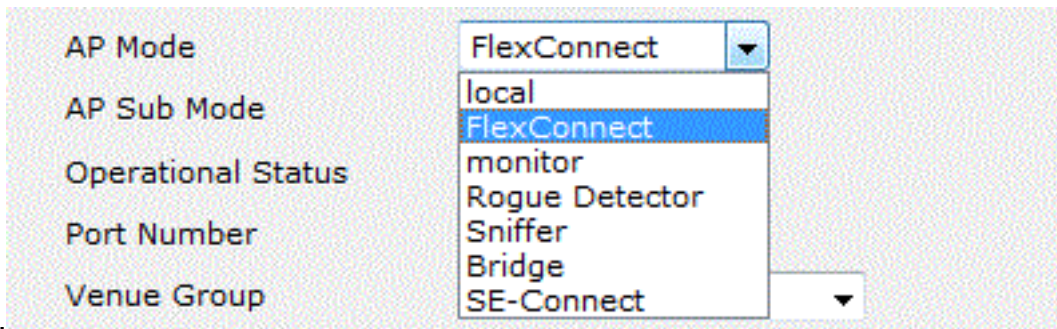 AP Mode FlexConnect
local
AP Sub Mode
FlexConnect
monitor
Operational Status
Rogue Detector
Port Number
Sniffer
Bridge
Venue Group
SE-Connect
.